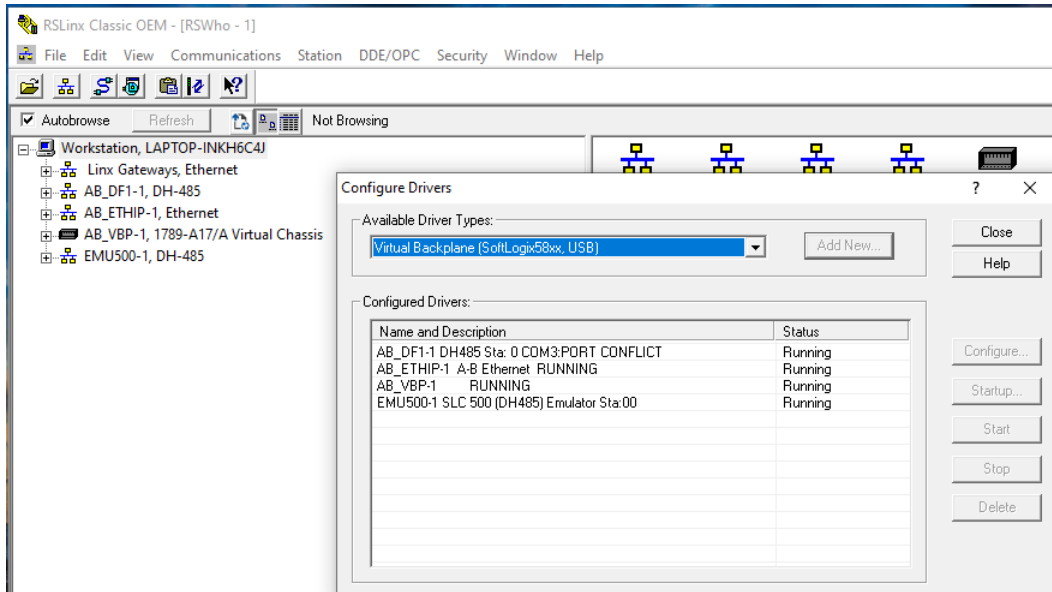 RSLinx Classic OEM - [RSWho - 1]
File Edit View Communications Station DDE/OPC Security Window Help
Autobrowse Refresh Not Browsing
Workstation, LAPTOP-INKH6C4J
Linx Gateways, Ethernet
AB_DF1-1, DH-485
AB_ETHIP-1, Ethernet
AB_VBP-1, 1789-A17/A Virtual Chassis
EMU500-1, DH-485
Configure Drivers ?
Available Driver Types:
Virtual Backplane (SoftLogix58xx, USB)
Add New...
Close
Help
Configured Drivers:
Name and Description Status
AB_DF1-1 DH485 Sta: 0 COM3:PORT CONFLICT Running
AB_ETHIP-1 A-B Ethernet RUNNING Running
AB_VBP-1 RUNNING Running
EMU500-1 SLC 500 (DH485) Emulator Sta:00 Running
Configure...
Startup...
Start
Stop
Delete